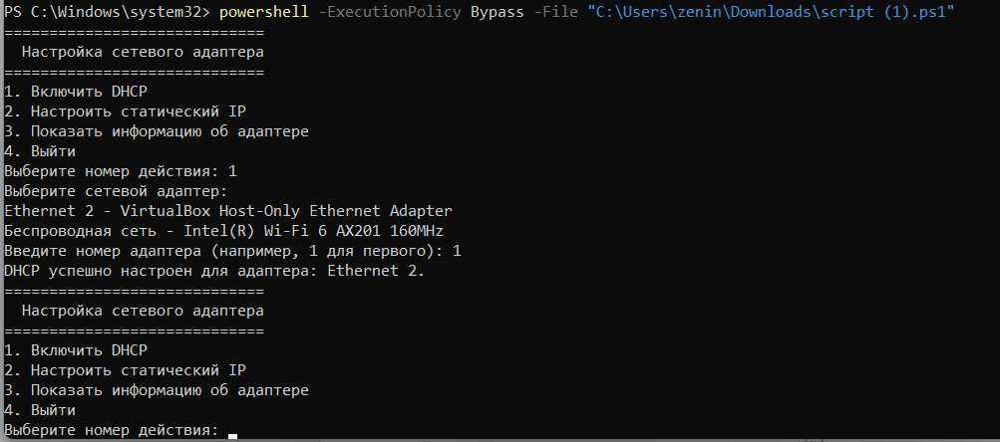 PS C:\Windows\system32> powershell -ExecutionPolicy Bypass -File "C:\Users\zenin\Downloads\script (1).ps1"
=============================
  Настройка сетевого адаптера
=============================
1. Включить DHCP
2. Настроить статический IP
3. Показать информацию об адаптере
4. Выйти
Выберите номер действия: 1
Выберите сетевой адаптер:
Ethernet 2 - VirtualBox Host-Only Ethernet Adapter
Беспроводная сеть - Intel(R) Wi-Fi 6 AX201 160MHz
Введите номер адаптера (например, 1 для первого): 1
DHCP успешно настроен для адаптера: Ethernet 2.
=============================
  Настройка сетевого адаптера
=============================
1. Включить DHCP
2. Настроить статический IP
3. Показать информацию об адаптере
4. Выйти
Выберите номер действия: